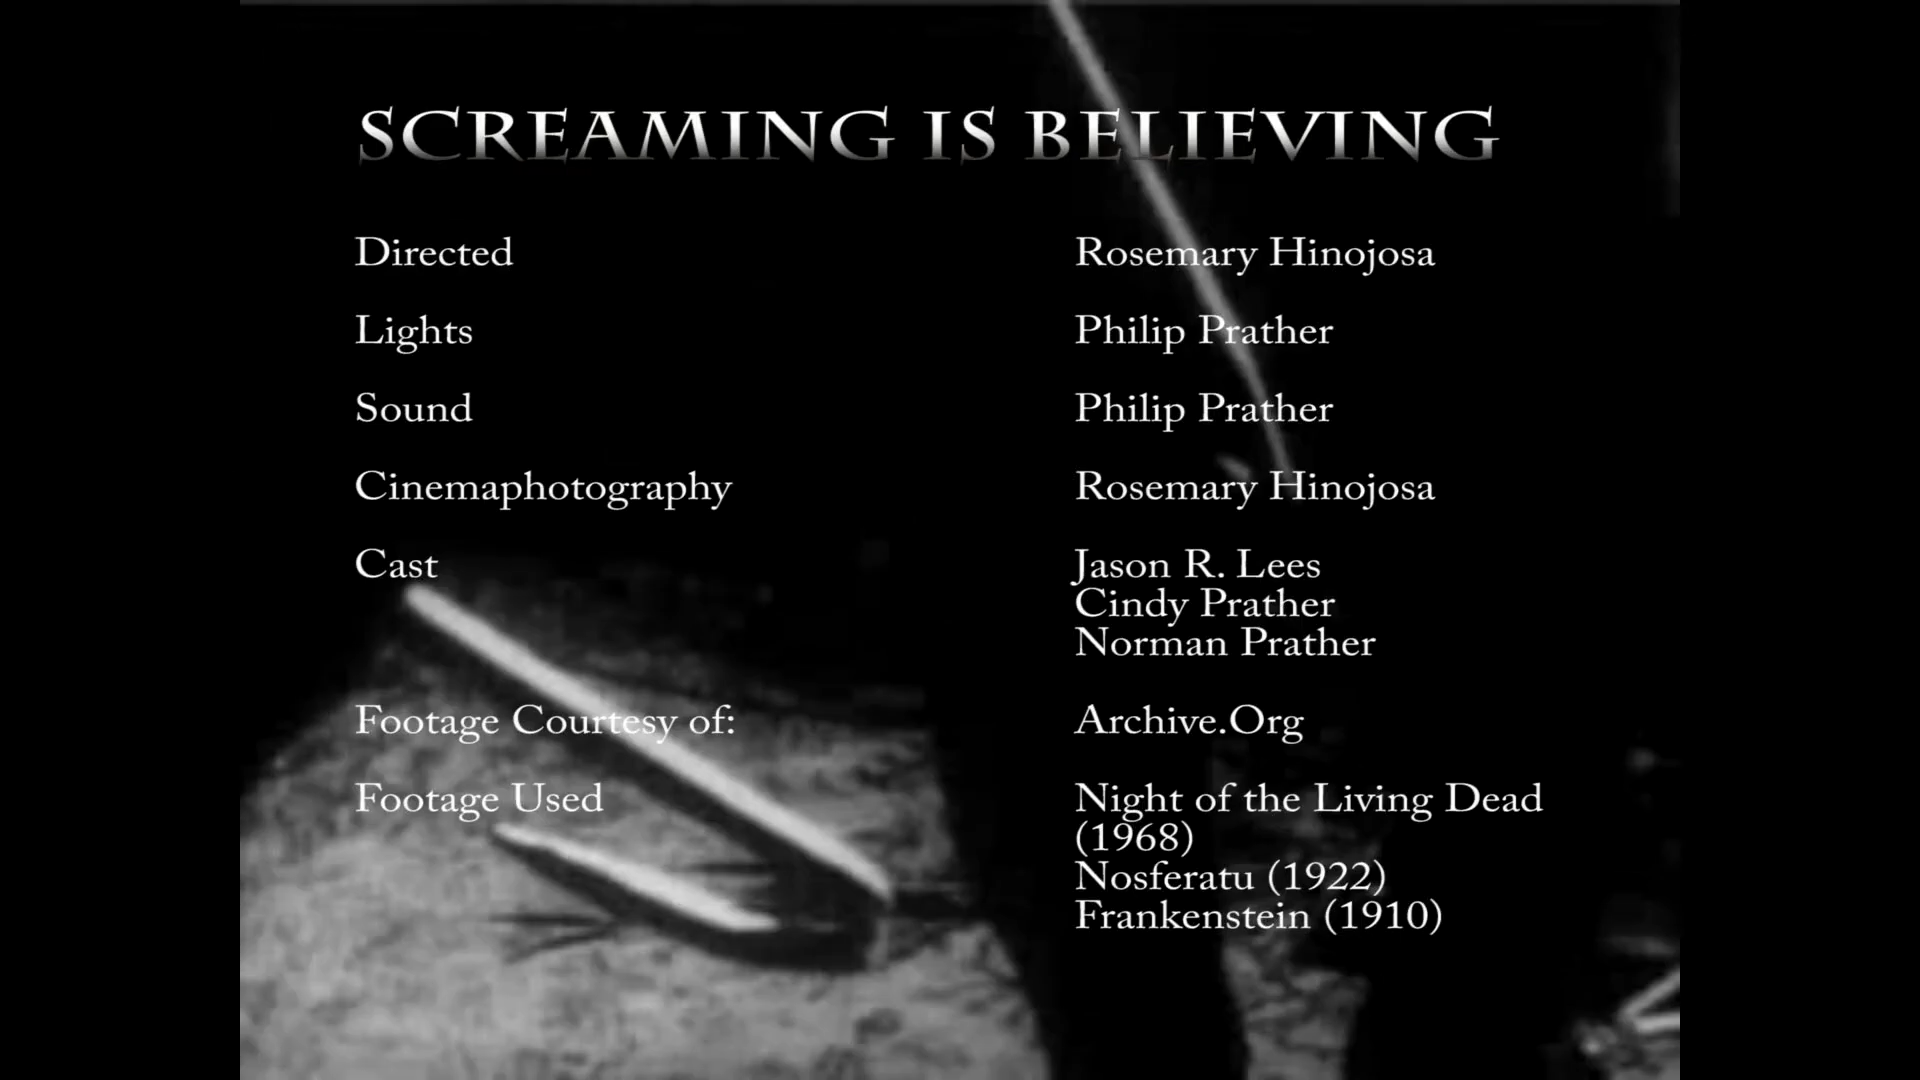 SCREAMING IS BELIEVING
Directed Rosemary Hinojosa
Lights Philip Prather
Sound Philip Prather
Cinemaphotography Rosemary Hinojosa
Cast Jason R. Lees
Cindy Prather
Norman Prather
Footage Courtesy of: Archive.Org
Footage Used Night of the Living Dead
(1968)
Nosferatu (1922)
Frankenstein (1910)